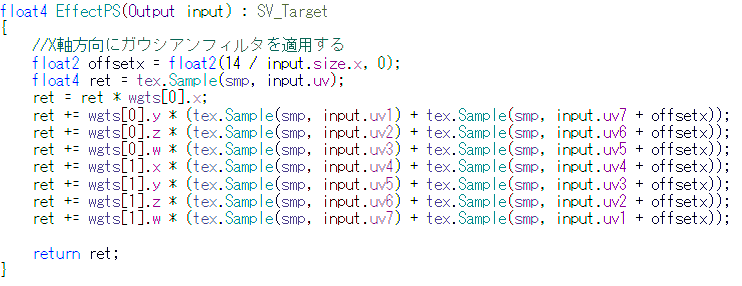 float4 EffectPS(Output input) : SV_Target
{
    //X軸方向にガウシアンフィルタを適用する
    float2 offsetx = float2(14 / input.size.x, 0);
    float4 ret = tex.Sample(smp, input.uv);
    ret = ret * wgts[0].x;
    ret += wgts[0].y * (tex.Sample(smp, input.uv1) + tex.Sample(smp, input.uv7 + offsetx));
    ret += wgts[0].z * (tex.Sample(smp, input.uv2) + tex.Sample(smp, input.uv6 + offsetx));
    ret += wgts[0].w * (tex.Sample(smp, input.uv3) + tex.Sample(smp, input.uv5 + offsetx));
    ret += wgts[1].x * (tex.Sample(smp, input.uv4) + tex.Sample(smp, input.uv4 + offsetx));
    ret += wgts[1].y * (tex.Sample(smp, input.uv5) + tex.Sample(smp, input.uv3 + offsetx));
    ret += wgts[1].z * (tex.Sample(smp, input.uv6) + tex.Sample(smp, input.uv2 + offsetx));
    ret += wgts[1].w * (tex.Sample(smp, input.uv7) + tex.Sample(smp, input.uv1 + offsetx));

    return ret;
}